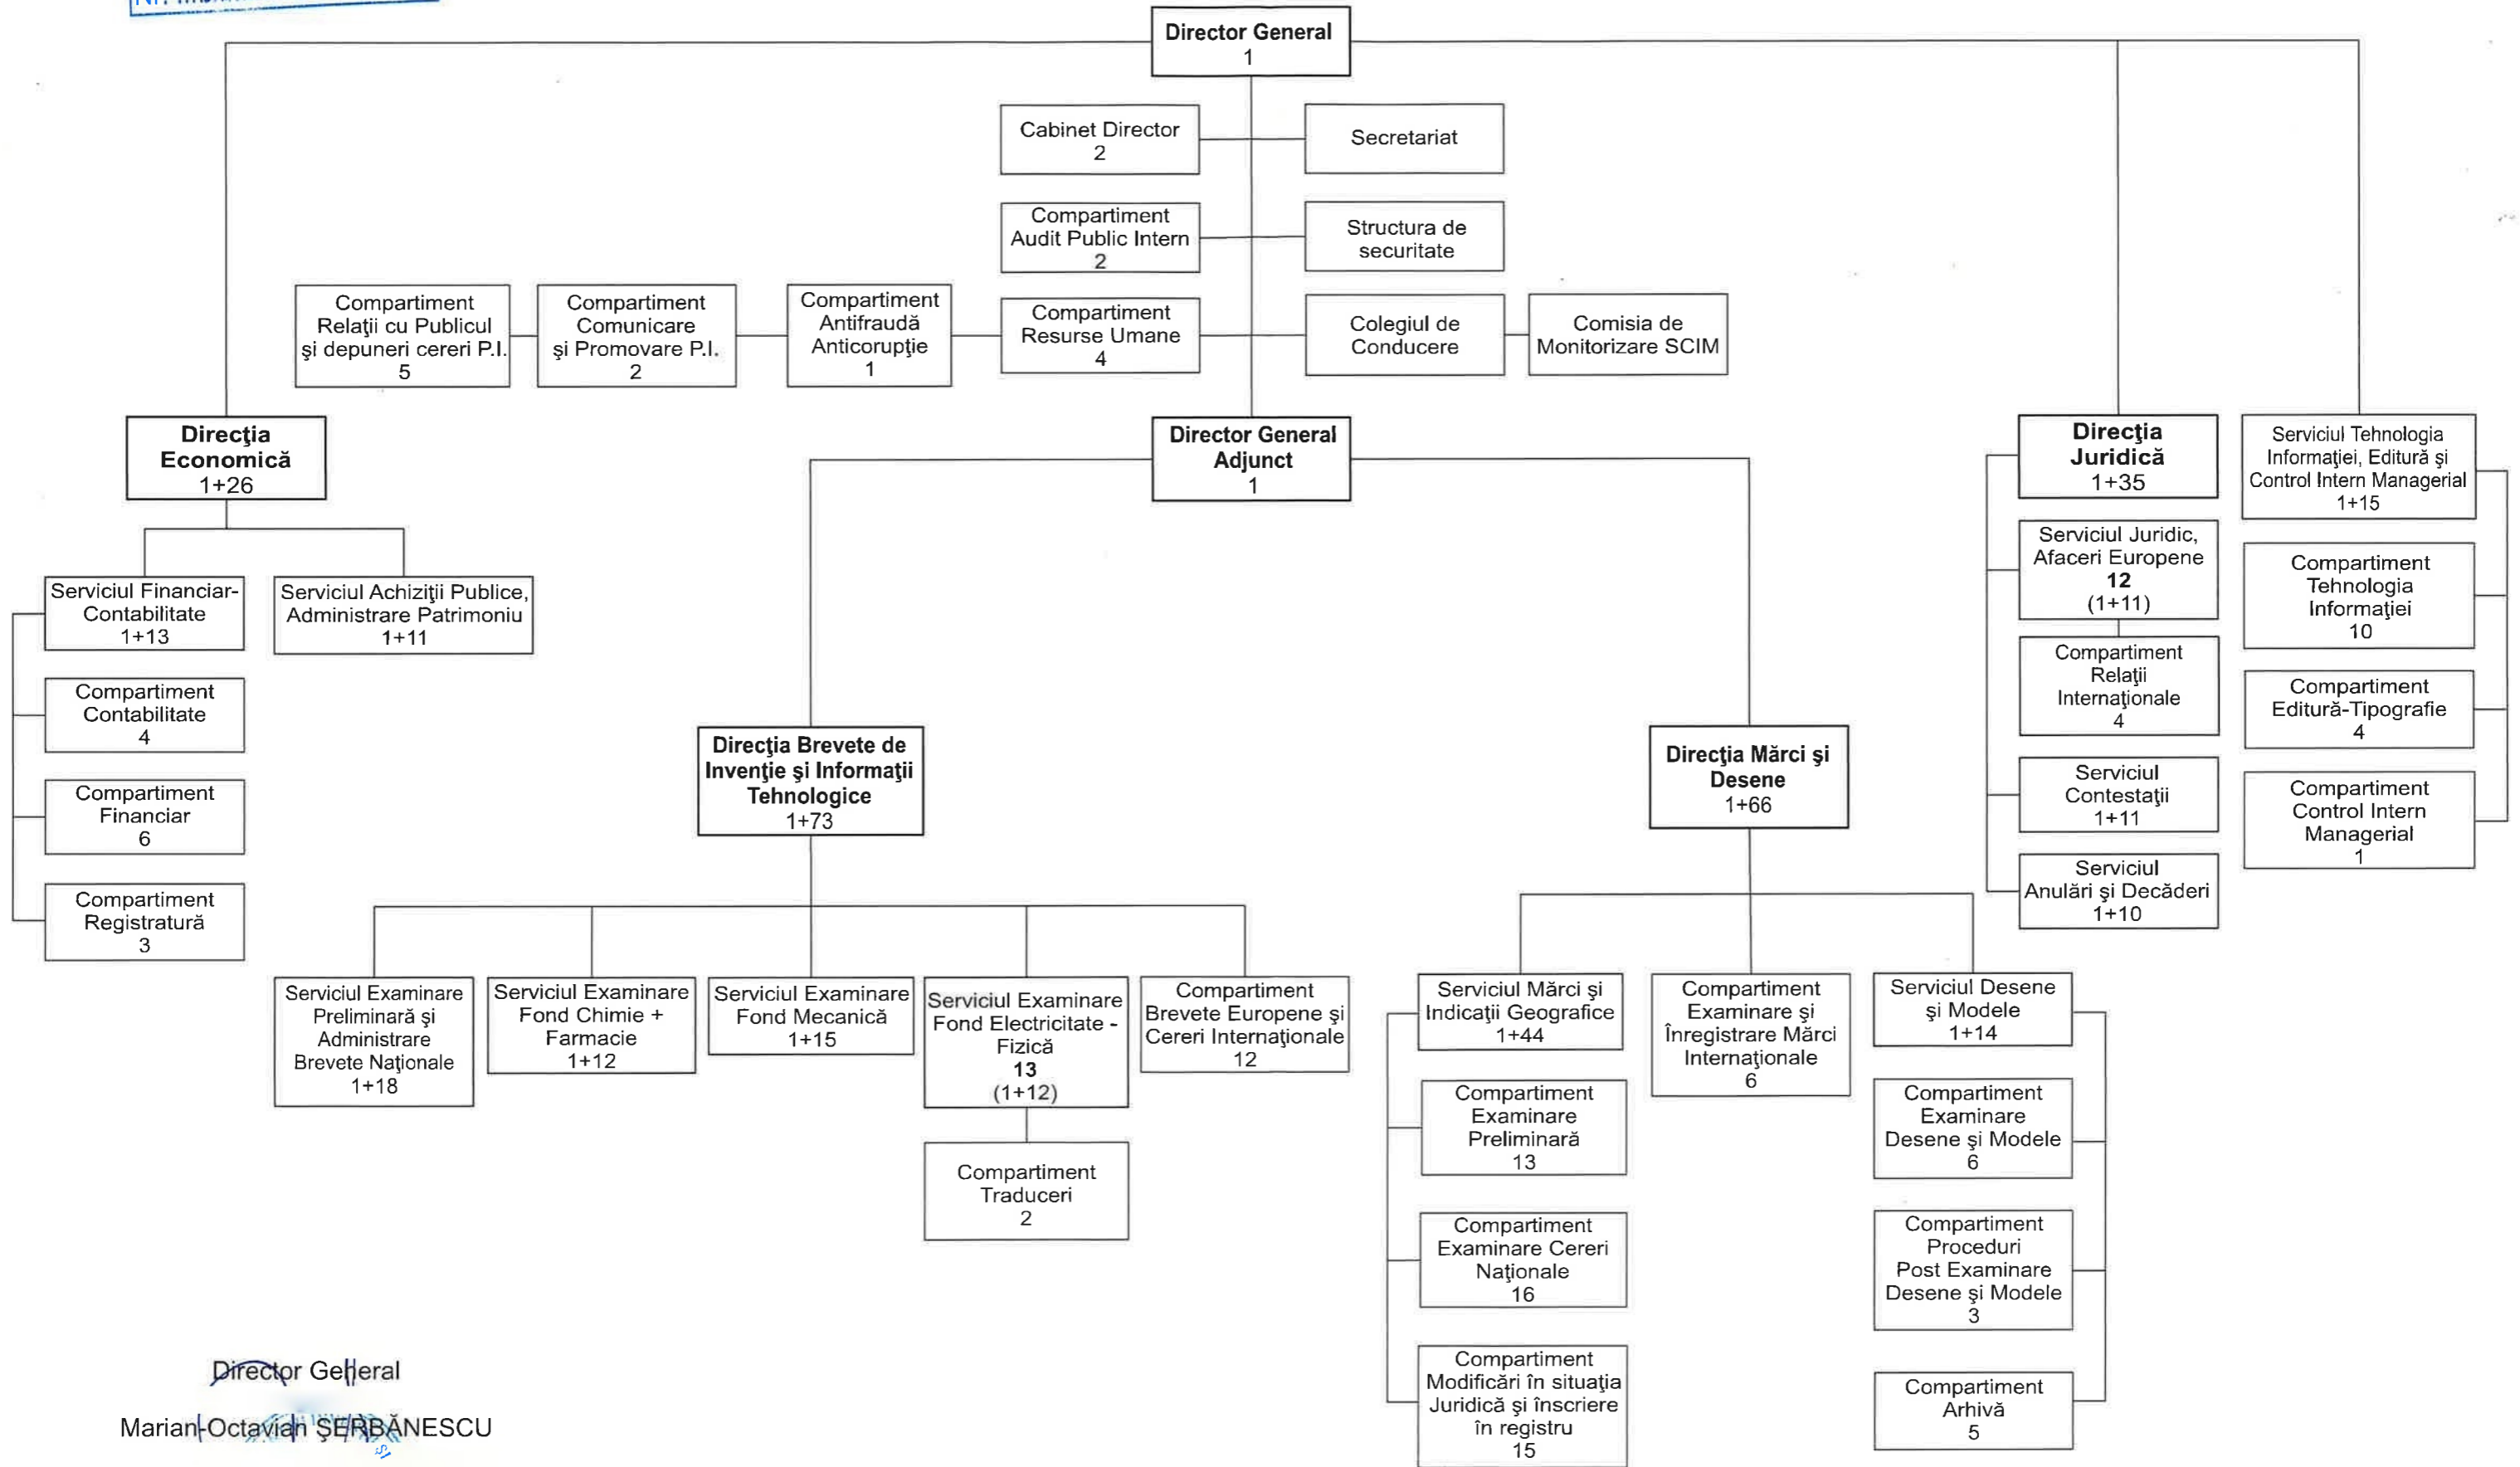 Director General
1
Cabinet Director
2
Secretariat
Compartiment
Audit Public Intern
2
Structura de
securitate
Compartiment
Relaţii cu Publicul
şi depuneri cereri P.I.
5
Compartiment
Comunicare
şi Promovare P.I.
2
Compartiment
Antifraudă
Anticorupţie
1
Compartiment
Resurse Umane
4
Colegiul de
Conducere
Comisia de
Monitorizare SCIM
Direcţia
Economică
1+26
Director General
Adjunct
1
Direcţia
Juridică
1+35
Serviciul Tehnologia
Informaţiei, Editură şi
Control Intern Managerial
1+15
Serviciul Financiar-
Contabilitate
1+13
Serviciul Achiziţii Publice,
Administrare Patrimoniu
1+11
Compartiment
Contabilitate
4
Compartiment
Financiar
6
Compartiment
Registratură
3
Serviciul Juridic,
Afaceri Europene
12
(1+11)
Compartiment
Relaţii
Internaţionale
4
Serviciul
Contestaţii
1+11
Serviciul
Anulări şi Decăderi
1+10
Compartiment
Tehnologia
Informaţiei
10
Compartiment
Editură-Tipografie
4
Compartiment
Control Intern
Managerial
1
Direcţia Brevete de
Invenţie şi Informaţii
Tehnologice
1+73
Direcţia Mărci şi
Desene
1+66
Serviciul Examinare
Preliminară şi
Administrare
Brevete Naţionale
1+18
Serviciul Examinare
Fond Chimie +
Farmacie
1+12
Serviciul Examinare
Fond Mecanică
1+15
Serviciul Examinare
Fond Electricitate -
Fizică
13
(1+12)
Compartiment
Brevete Europene şi
Cereri Internaţionale
12
Compartiment
Traduceri
2
Serviciul Mărci şi
Indicaţii Geografice
1+44
Compartiment
Examinare şi
Înregistrare Mărci
Internaţionale
6
Serviciul Desene
şi Modele
1+14
Compartiment
Examinare
Preliminară
13
Compartiment
Examinare Cereri
Naţionale
16
Compartiment
Modificări în situaţia
Juridică şi înscriere
în registru
15
Compartiment
Examinare
Desene şi Modele
6
Compartiment
Proceduri
Post Examinare
Desene şi Modele
3
Compartiment
Arhivă
5
Director General
Marian-Octavian ŞERBĂNESCU